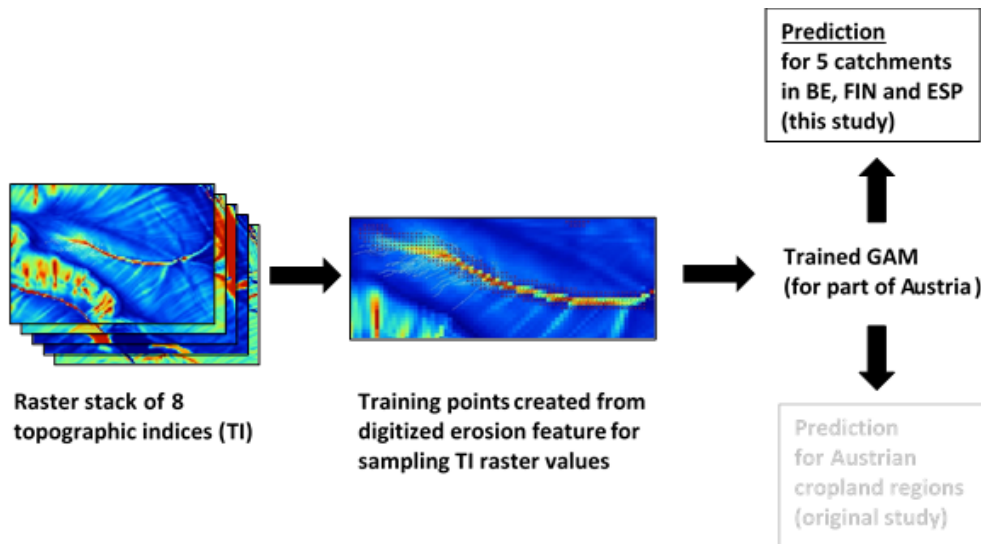 Prediction
for 5 catchments
in BE, FIN and ESP
(this study)
Trained GAM
(for part of Austria)
Raster stack of 8
topographic indices (TI)
Training points created from
digitized erosion feature for
sampling TI raster values
Prediction
for Austrian
cropland regions
(original study)